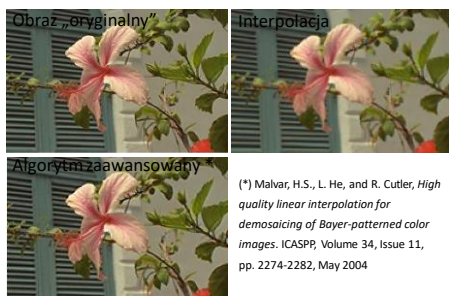 Obraz „oryginalny”
Interpolacja
Algorytm zaawansowany *
(*) Malvar, H.S., L. He, and R. Cutler, High
quality linear interpolation for
demosaicing of Bayer-patterned color
images. ICASPP, Volume 34, Issue 11,
pp. 2274-2282, May 2004